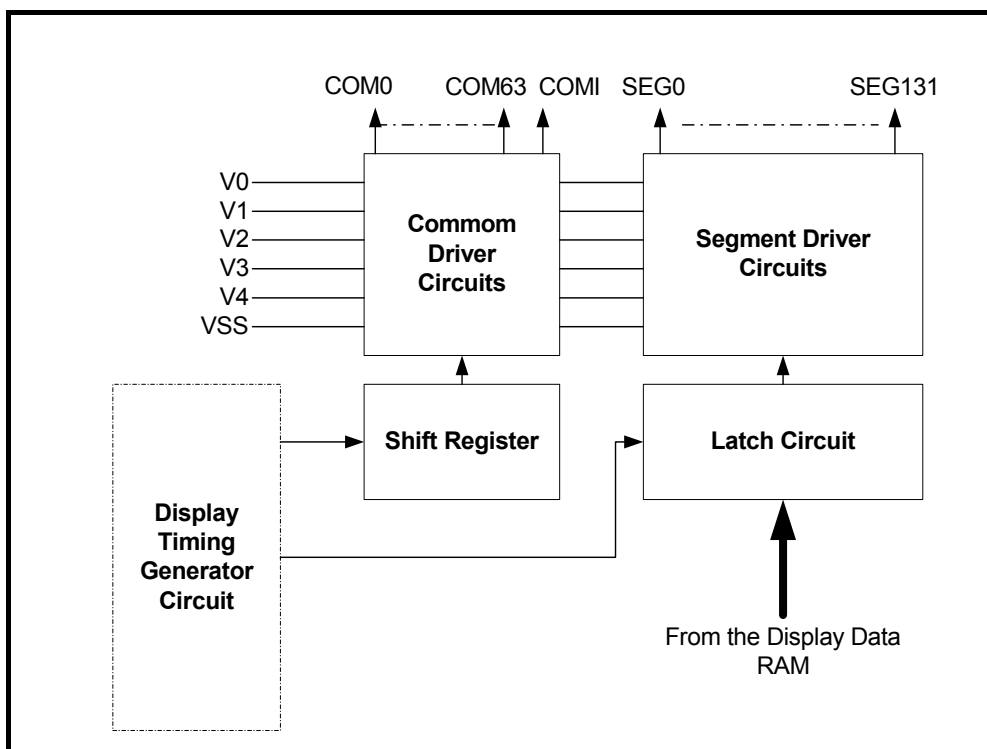 COM0 COM63 COMI SEG0 SEG131
V0
V1
V2
V3
V4
VSS
Commom
Driver
Circuits
Segment Driver
Circuits
Shift Register
Latch Circuit
Display
Timing
Generator
Circuit
From the Display Data
RAM